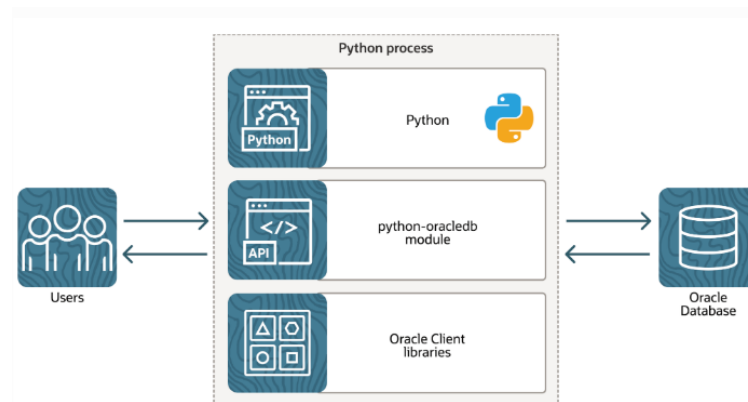 Python process
Python
Python
python-oracledb
module
API
Users
Oracle
Database
Oracle Client
libraries